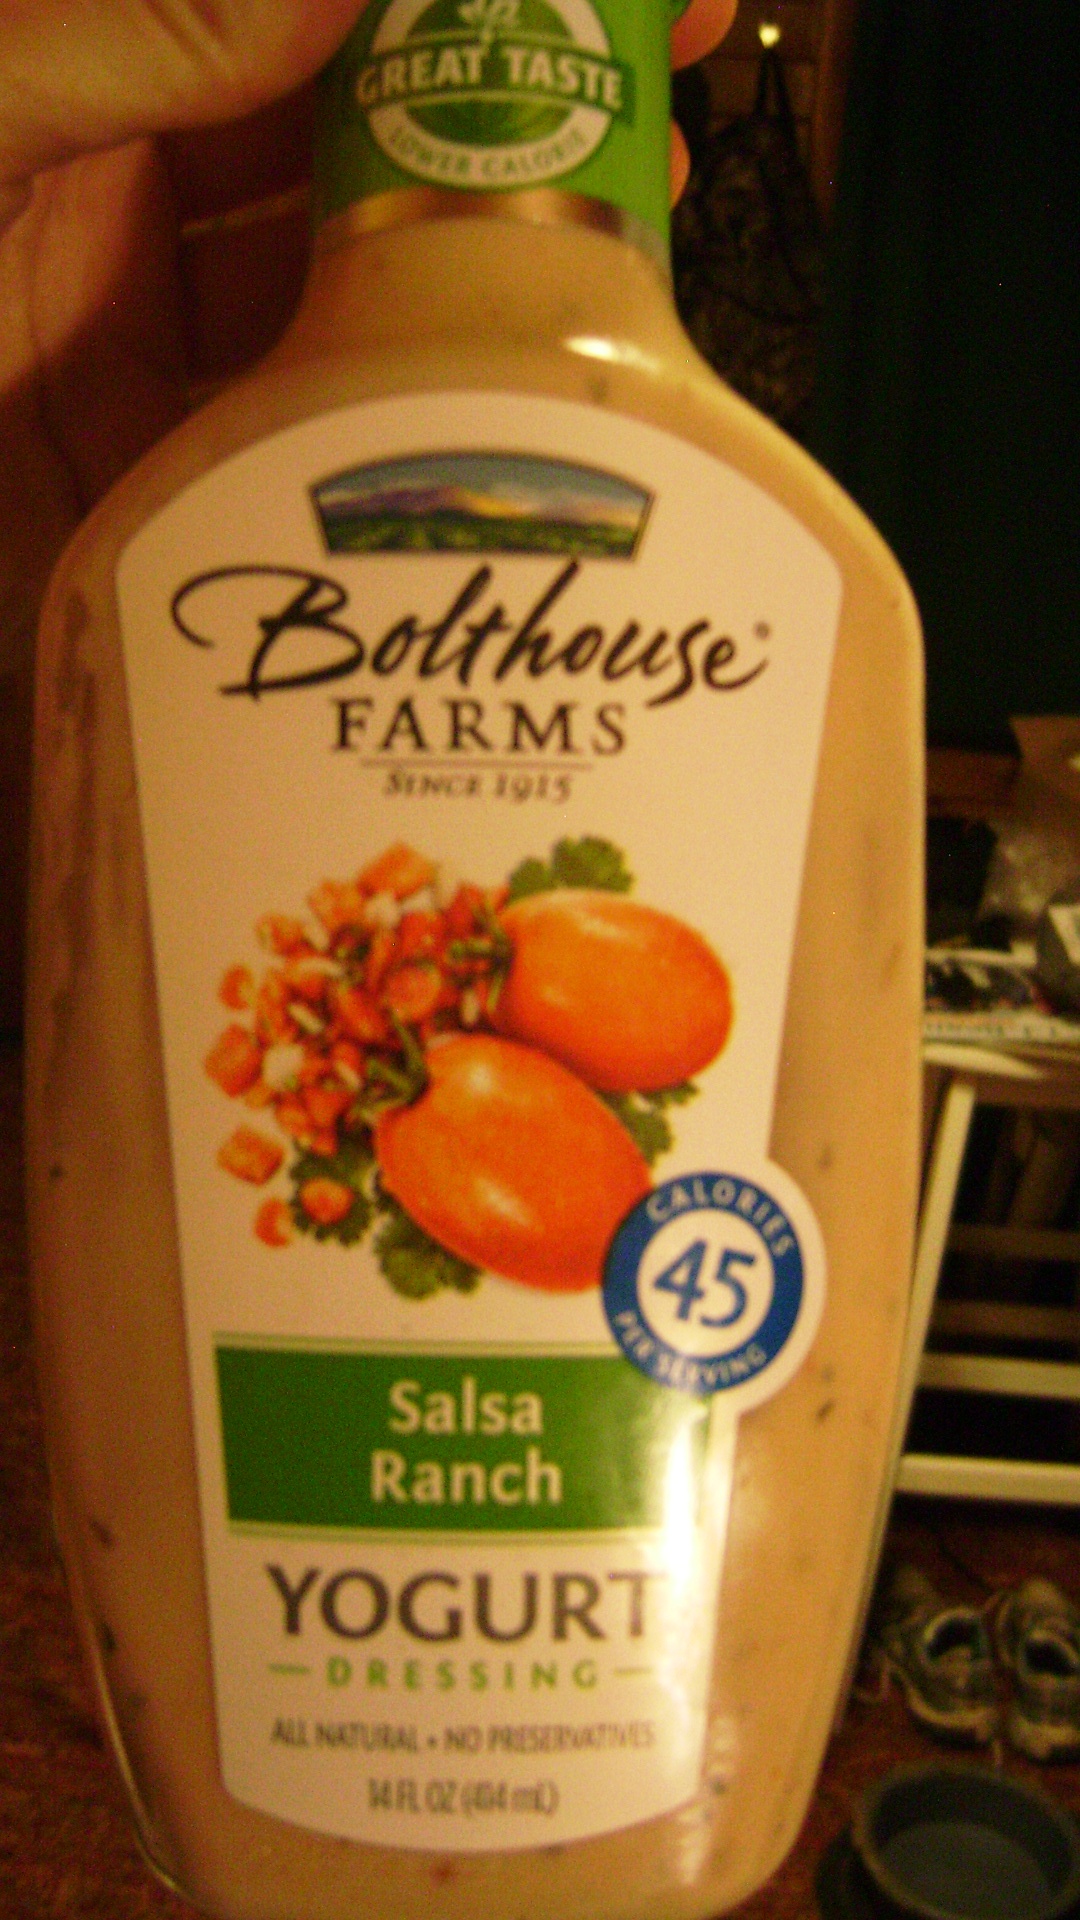 GREAT TASTE
LOWER CALORIE
Bolthouse®
FARMS
SINCE 1915
CALORIES
45
PER SERVING
Salsa
Ranch
YOGURT
DRESSING
ALL NATURAL • NO PRESERVATIVES
14 FL OZ (414 mL)